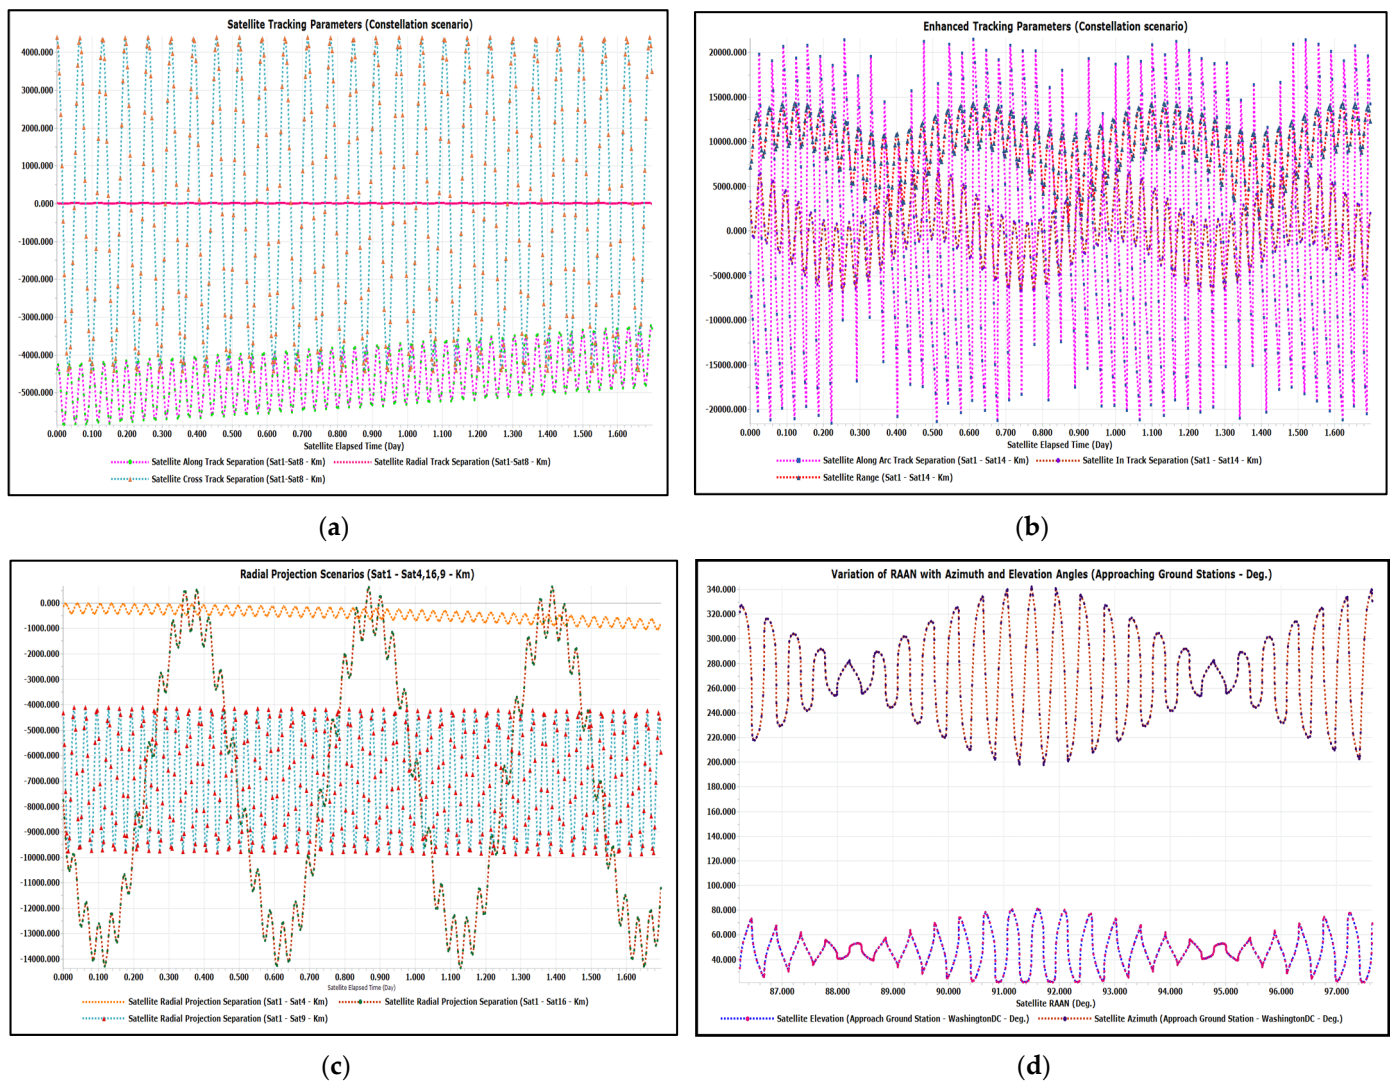 Satellite Tracking Parameters (Constellation scenario)
4000.000
3000.000
2000.000
1000.000
0.000
-1000.000
-2000.000
-3000.000
-4000.000
-5000.000
0.000 0.100 0.200 0.300 0.400 0.500 0.600 0.700 0.800 0.900 1.000 1.100 1.200 1.300 1.400 1.500 1.600
Satellite Elapsed Time (Day)
Satellite Along Track Separation (Sat1-Sat8 - Km) Satellite Radial Track Separation (Sat1-Sat8 - Km)
Satellite Cross Track Separation (Sat1-Sat8 - Km)
(a)
Enhanced Tracking Parameters (Constellation scenario)
20000.000
15000.000
10000.000
5000.000
0.000
-5000.000
-10000.000
-15000.000
-20000.000
0.000 0.100 0.200 0.300 0.400 0.500 0.600 0.700 0.800 0.900 1.000 1.100 1.200 1.300 1.400 1.500 1.600
Satellite Elapsed Time (Day)
Satellite Along Arc Track Separation (Sat1 - Sat14 - Km) Satellite In Track Separation (Sat1 - Sat14 - Km)
Satellite Range (Sat1 - Sat14 - Km)
(b)
Radial Projection Scenarios (Sat1 - Sat4,16,9 - Km)
0.000
-1000.000
-2000.000
-3000.000
-4000.000
-5000.000
-6000.000
-7000.000
-8000.000
-9000.000
-10000.000
-11000.000
-12000.000
-13000.000
-14000.000
0.000 0.100 0.200 0.300 0.400 0.500 0.600 0.700 0.800 0.900 1.000 1.100 1.200 1.300 1.400 1.500 1.600
Satellite Elapsed Time (Day)
Satellite Radial Projection Separation (Sat1 - Sat4 - Km) Satellite Radial Projection Separation (Sat1 - Sat16 - Km)
Satellite Radial Projection Separation (Sat1 - Sat9 - Km)
(c)
Variation of RAAN with Azimuth and Elevation Angles (Approaching Ground Stations - Deg.)
340.000
320.000
300.000
280.000
260.000
240.000
220.000
200.000
180.000
160.000
140.000
120.000
100.000
80.000
60.000
40.000
87.000 88.000 89.000 90.000 91.000 92.000 93.000 94.000 95.000 96.000 97.000
Satellite RAAN (Deg.)
Satellite Elevation (Approach Ground Station - WashingtonDC - Deg.) Satellite Azimuth (Approach Ground Station - WashingtonDC - Deg.)
(d)